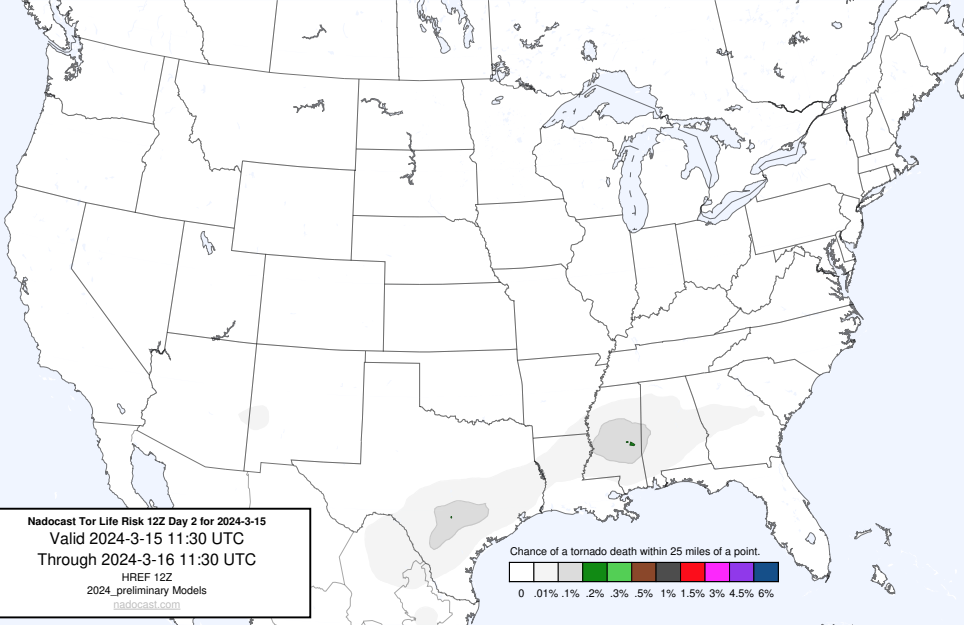 Nadocast Tor Life Risk 12Z Day 2 for 2024-3-15
Valid 2024-3-15 11:30 UTC
Through 2024-3-16 11:30 UTC
HREF 12Z
2024_preliminary Models
nadocast.com
Chance of a tornado death within 25 miles of a point.
0 .01% .1% .2% .3% .5% 1% 1.5% 3% 4.5% 6%